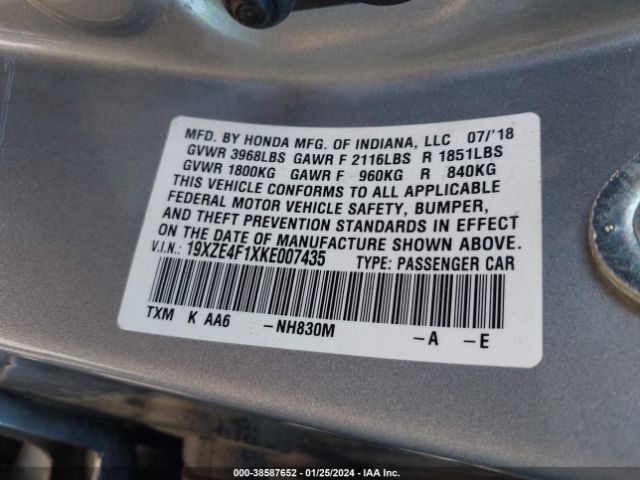 MFD. BY HONDA MFG. OF INDIANA, LLC 07/'18
GVWR 3968LBS GAWR F 2116LBS R 1851LBS
GVWR 1800KG GAWR F 960KG R 840KG
THIS VEHICLE CONFORMS TO ALL APPLICABLE
FEDERAL MOTOR VEHICLE SAFETY, BUMPER,
AND THEFT PREVENTION STANDARDS IN EFFECT
ON THE DATE OF MANUFACTURE SHOWN ABOVE.
V.I.N.: 19XZE4F1XKE007435 TYPE: PASSENGER CAR
TXM K AA6 -NH830M -A -E
000-38587652 - 01/25/2024 - IAA Inc.